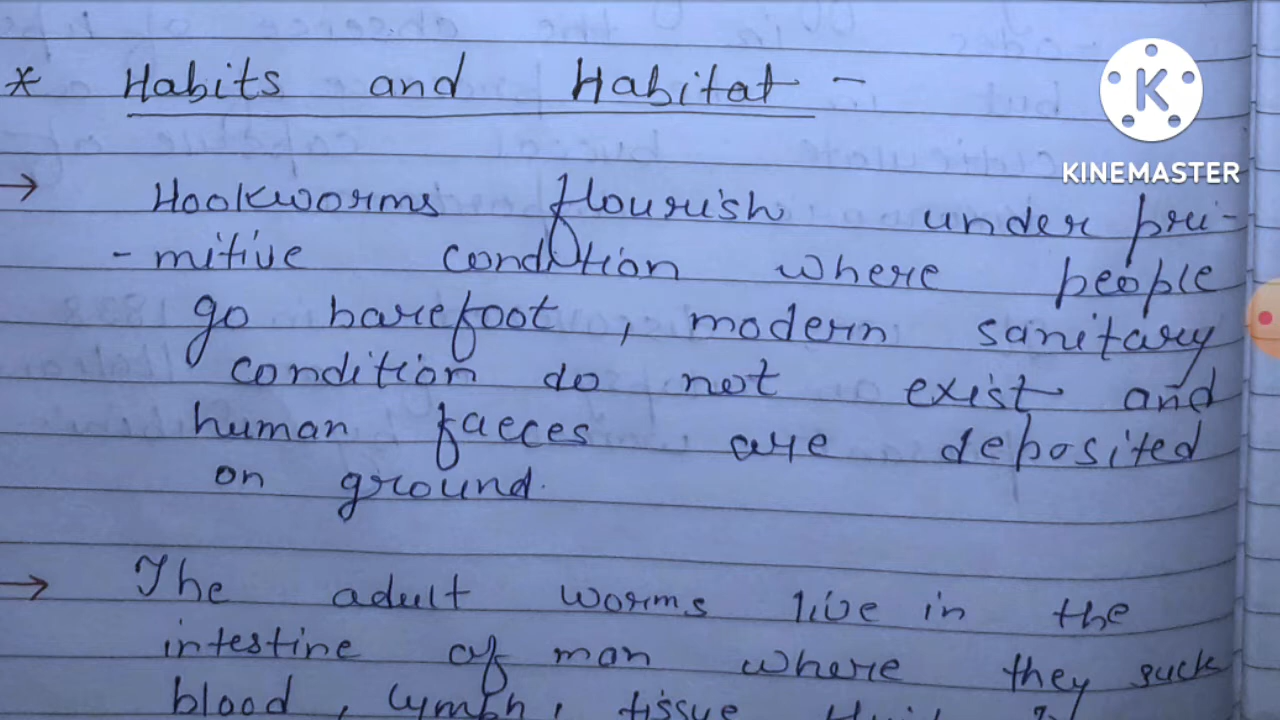 * Habits and Habitat -
K
KINEMASTER
→ Hookworms flourish under pri-
- mitive condition where people
go barefoot, modern sanitary
condition do not exist and
human faeces are deposited
on ground.
→ The adult worms live in the
intestine of man where they suck
blood, lymph, tissue